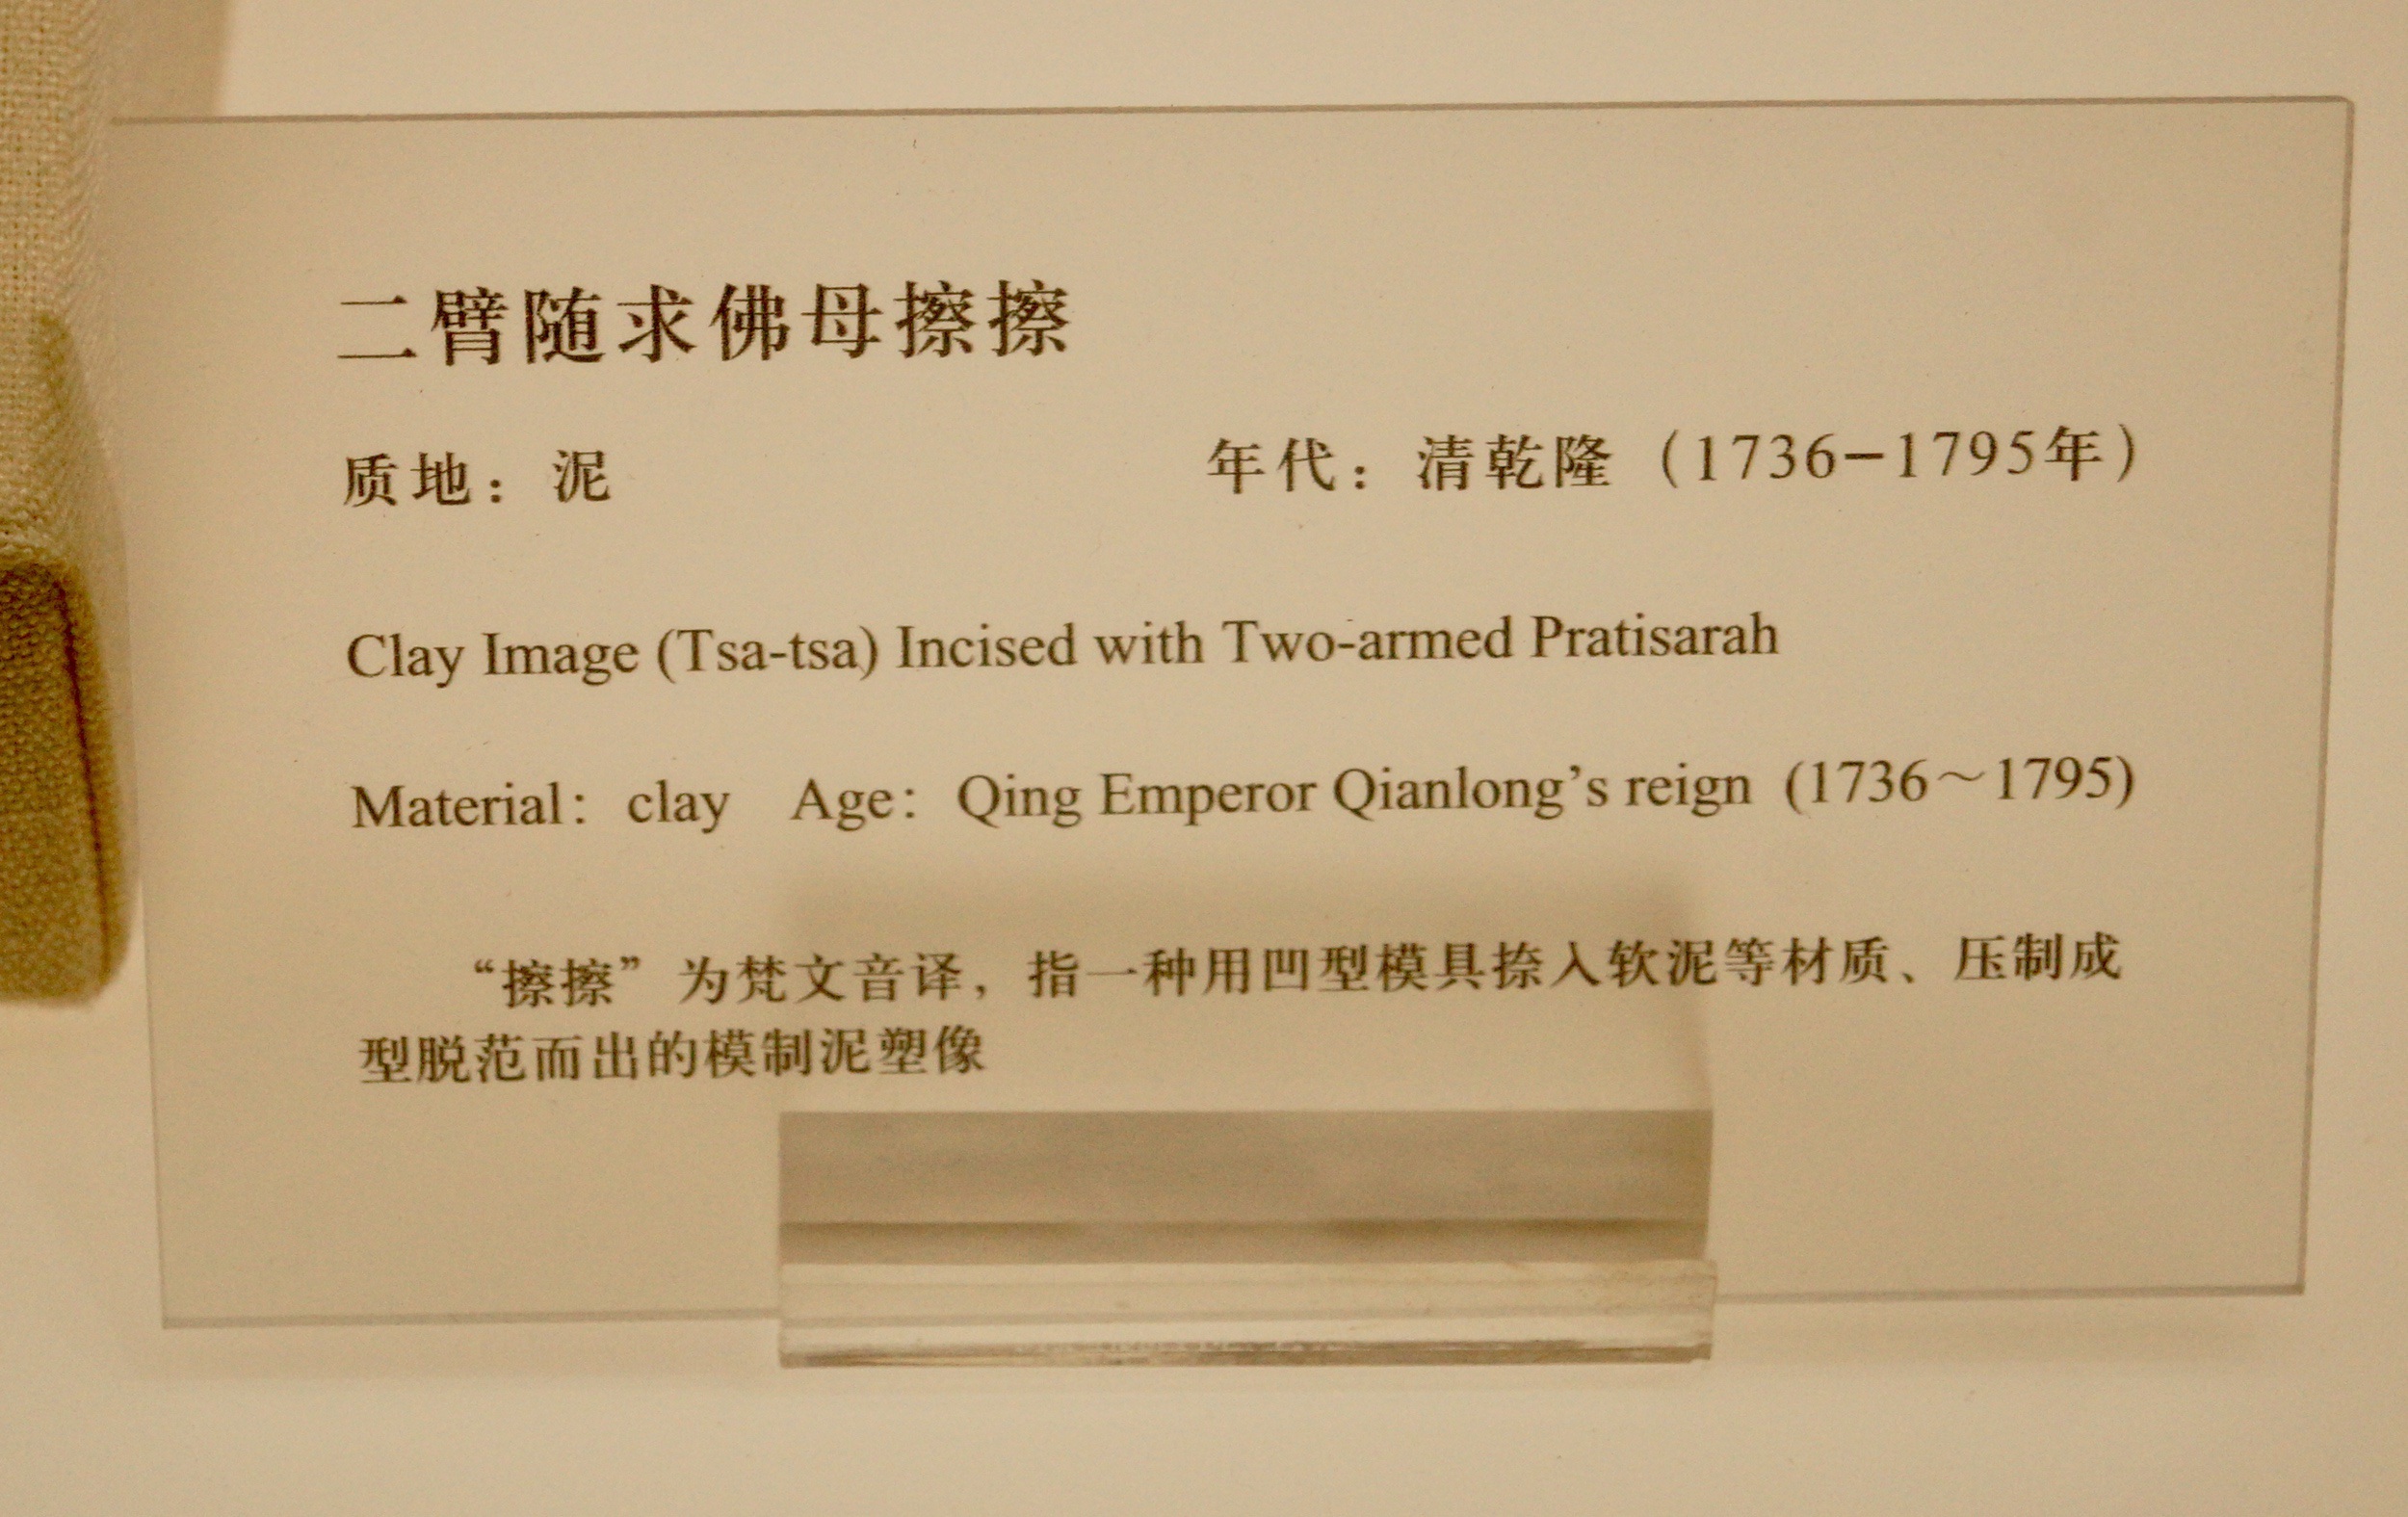 二臂随求佛母擦擦
质地：泥 年代：清乾隆（1736-1795年）
Clay Image (Tsa-tsa) Incised with Two-armed Pratisarah
Material: clay Age: Qing Emperor Qianlong’s reign (1736～1795)
“擦擦”为梵文音译，指一种用凹型模具捺入软泥等材质、压制成
型脱范而出的模制泥塑像